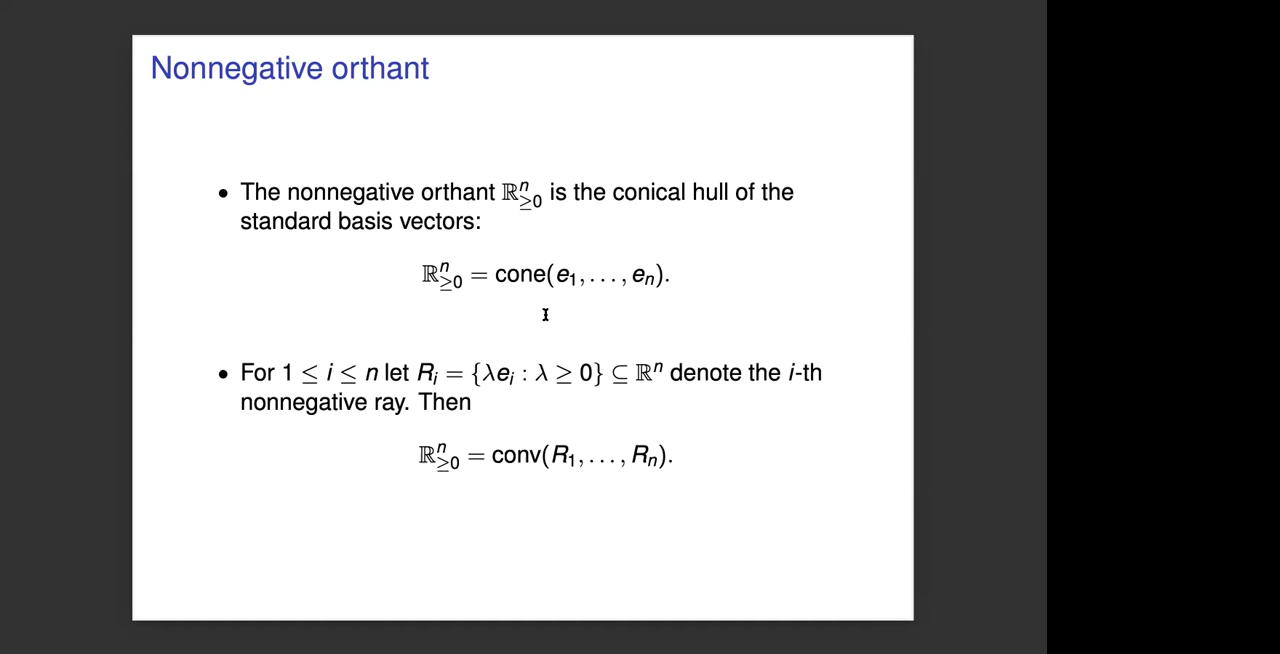 Nonnegative orthant
• The nonnegative orthant ℝⁿ≥0 is the conical hull of the
standard basis vectors:
ℝⁿ≥0 = cone(e₁, . . . , eₙ).
• For 1 ≤ i ≤ n let Rᵢ = {λeᵢ : λ ≥ 0} ⊆ ℝⁿ denote the i-th
nonnegative ray. Then
ℝⁿ≥0 = conv(R₁, . . . , Rₙ).